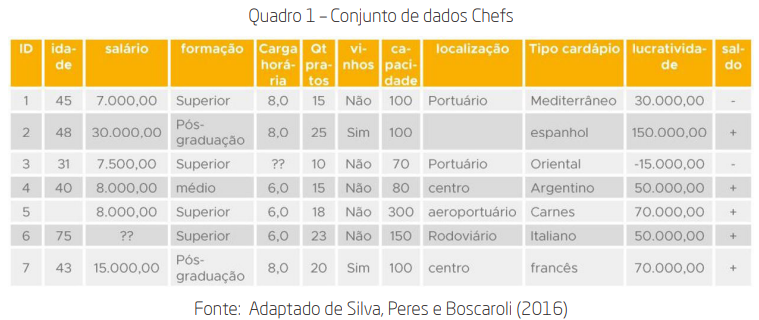 Quadro 1 – Conjunto de dados Chefs
ID ida-de salário formação Carga horá-ria Qt pra-tos vi-nhos ca-paci-dade localização Tipo cardápio lucrativida-de sal-do
1 45 7.000,00 Superior 8,0 15 Não 100 Portuário Mediterrâneo 30.000,00 -
2 48 30.000,00 Pós-graduação 8,0 25 Sim 100 espanhol 150.000,00 +
3 31 7.500,00 Superior ?? 10 Não 70 Portuário Oriental -15.000,00 -
4 40 8.000,00 médio 6,0 15 Não 80 centro Argentino 50.000,00 +
5 8.000,00 Superior 6,0 18 Não 300 aeroportuário Carnes 70.000,00 +
6 75 ?? Superior 6,0 23 Não 150 Rodoviário Italiano 50.000,00 +
7 43 15.000,00 Pós-graduação 8,0 20 Sim 100 centro francês 70.000,00 +
Fonte: Adaptado de Silva, Peres e Boscaroli (2016)